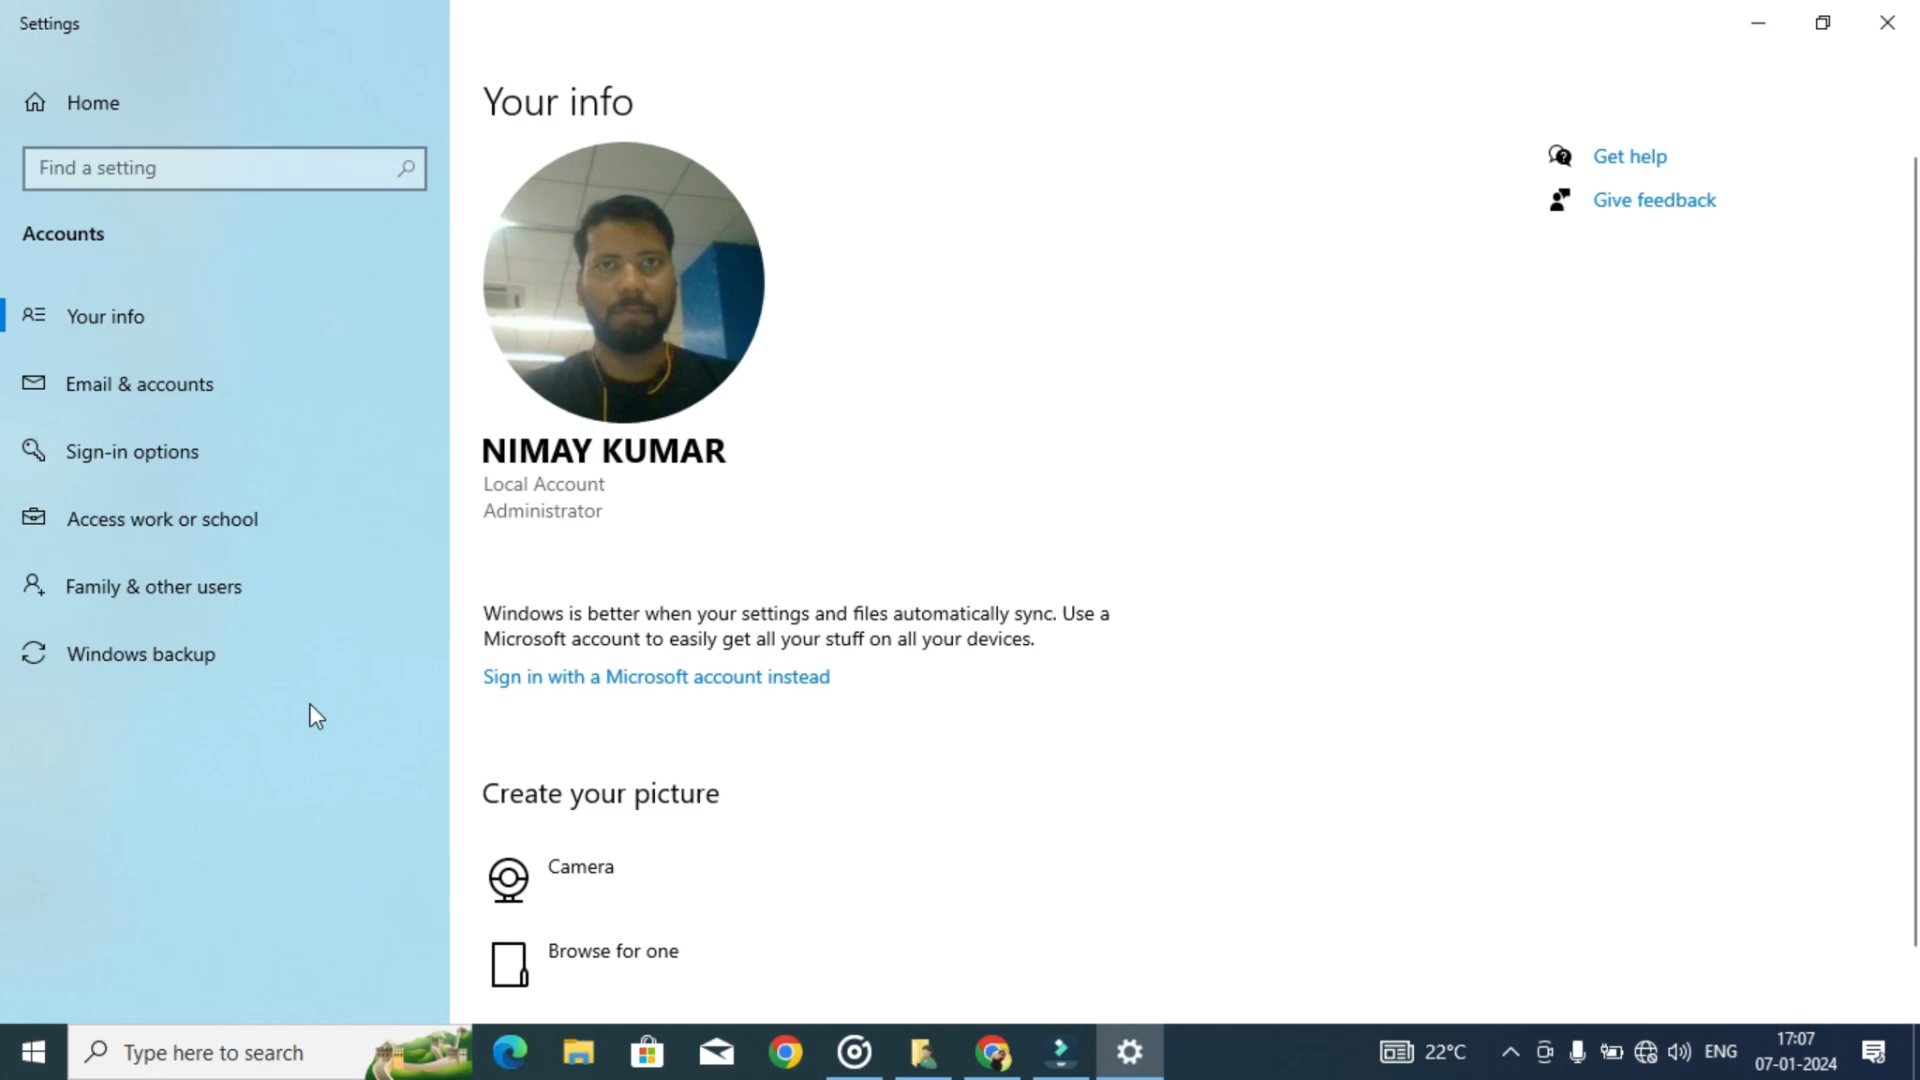 Settings
Home
Find a setting
Accounts
Your info
Email & accounts
Sign-in options
Access work or school
Family & other users
Windows backup
Your info
NIMAY KUMAR
Local Account
Administrator
Windows is better when your settings and files automatically sync. Use a
Microsoft account to easily get all your stuff on all your devices.
Sign in with a Microsoft account instead
Create your picture
Camera
Browse for one
Get help
Give feedback
Type here to search
22°C
ENG
17:07
07-01-2024